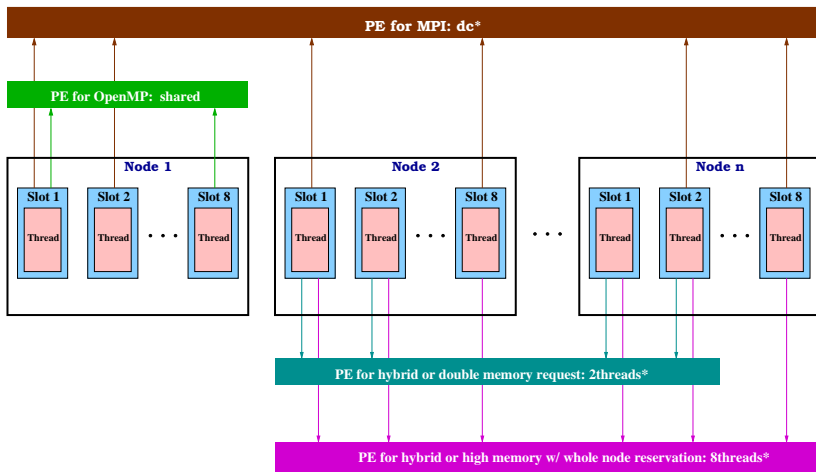 PE for MPI: dc*
PE for OpenMP: shared
Node 1
Node 2
Node n
Slot 1
Slot 2
Slot 8
Slot 1
Slot 2
Slot 8
Slot 1
Slot 2
Slot 8
Thread
Thread
. . .
Thread
Thread
Thread
. . .
Thread
. . .
Thread
Thread
. . .
Thread
PE for hybrid or double memory request: 2threads*
PE for hybrid or high memory w/ whole node reservation: 8threads*